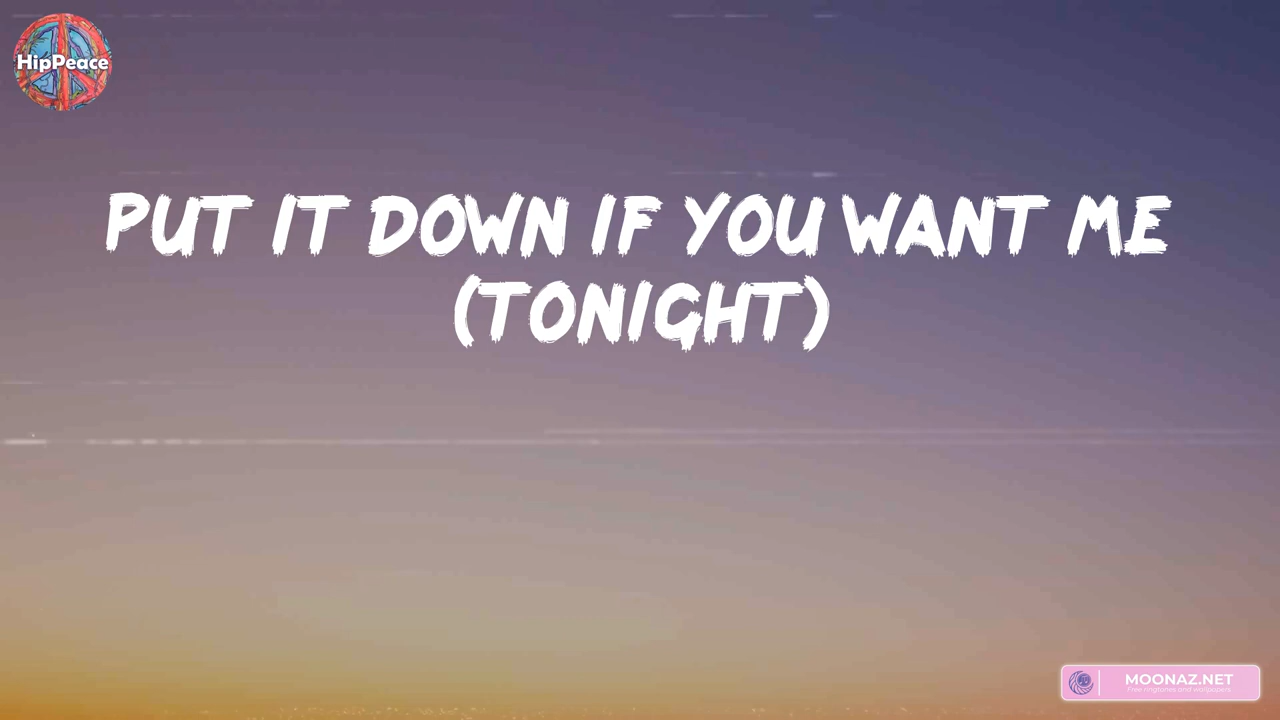 HipPeace
PUT IT DOWN IF YOU WANT ME
(TONIGHT)
MOONAZ.NET
Free ringtones and wallpapers